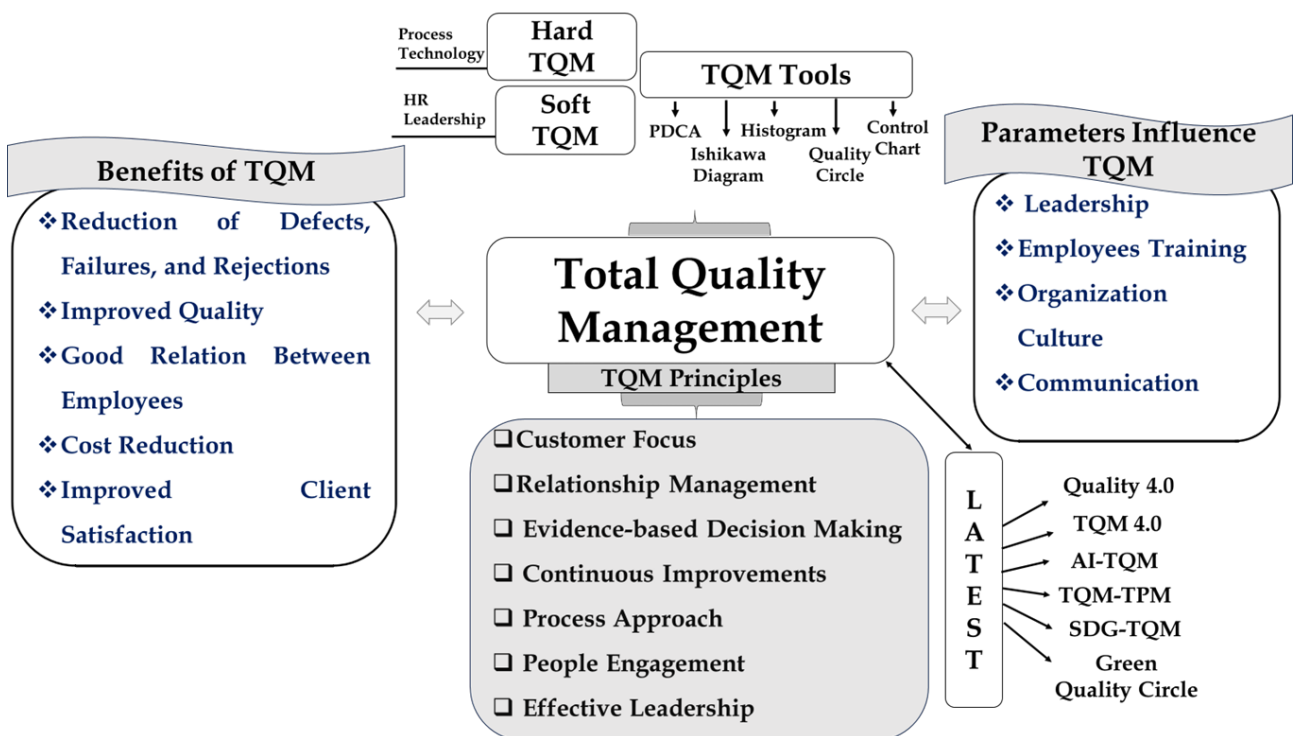 Process
Technology
Hard
TQM
HR
Leadership
Soft
TQM
TQM Tools
PDCA
Ishikawa
Diagram
Histogram
Quality
Circle
Control
Chart
Benefits of TQM
❖Reduction of Defects,
Failures, and Rejections
❖Improved Quality
❖Good Relation Between
Employees
❖Cost Reduction
❖Improved Client
Satisfaction
Total Quality
Management
TQM Principles
❑ Customer Focus
❑ Relationship Management
❑ Evidence-based Decision Making
❑ Continuous Improvements
❑ Process Approach
❑ People Engagement
❑ Effective Leadership
Parameters Influence
TQM
❖ Leadership
❖ Employees Training
❖ Organization
Culture
❖ Communication
L
A
T
E
S
T
Quality 4.0
TQM 4.0
AI-TQM
TQM-TPM
SDG-TQM
Green
Quality Circle